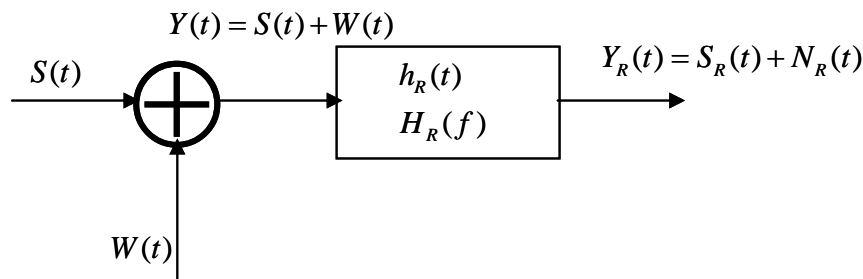 Y(t) = S(t) + W(t)
S(t)
h_R(t)
H_R(f)
Y_R(t) = S_R(t) + N_R(t)
W(t)